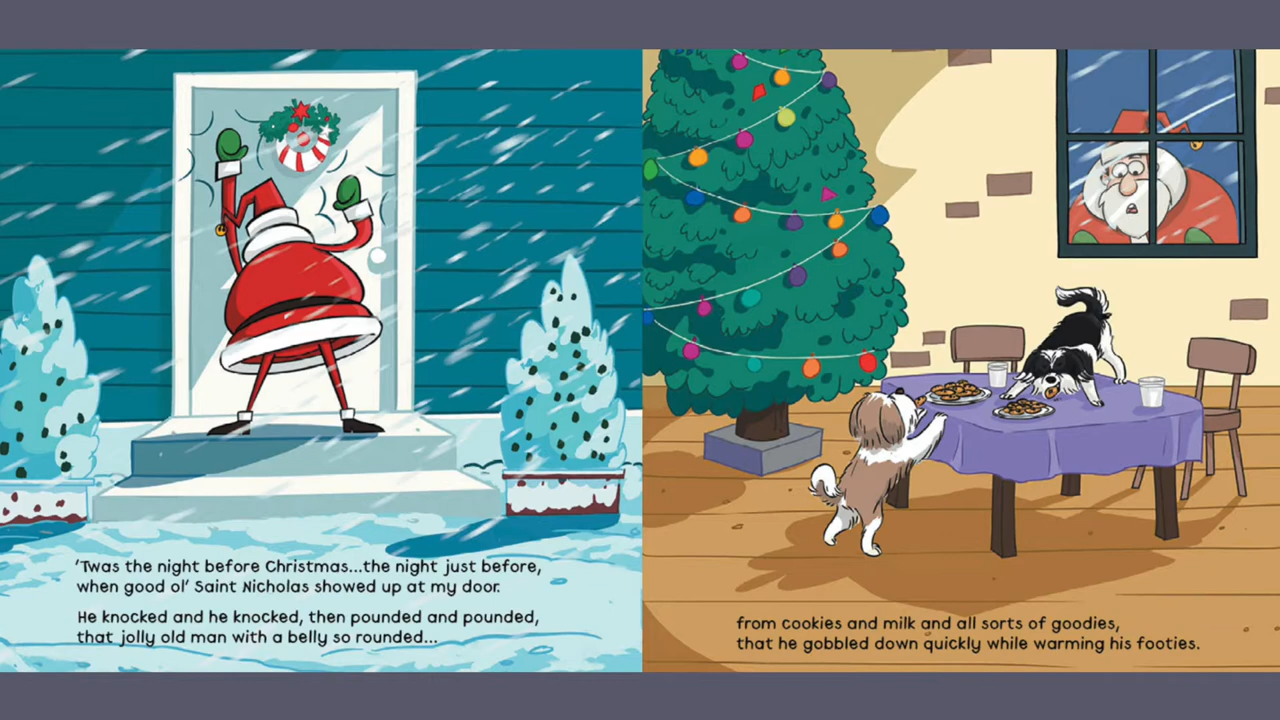 ’Twas the night before Christmas...the night just before,
when good ol’ Saint Nicholas showed up at my door.
He knocked and he knocked, then pounded and pounded,
that jolly old man with a belly so rounded...
from cookies and milk and all sorts of goodies,
that he gobbled down quickly while warming his footies.